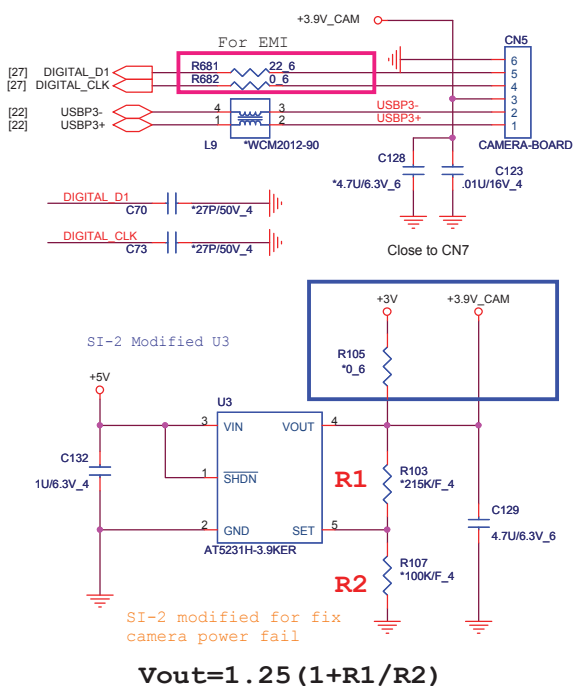 +3.9V_CAM
For EMI
CN5
[27] DIGITAL_D1 R681 22_6 6
5
[27] DIGITAL_CLK R682 0_6 4
3
[22] USBP3- 4 3 USBP3- 2
[22] USBP3+ 1 2 USBP3+ 1
L9 *WCM2012-90 CAMERA-BOARD
C128 C123
*4.7U/6.3V_6 .01U/16V_4
DIGITAL_D1
C70 *27P/50V_4
DIGITAL_CLK
C73 *27P/50V_4
Close to CN7
+3V +3.9V_CAM
SI-2 Modified U3
R105
*0_6
+5V
U3
3 VIN VOUT 4
C132
1U/6.3V_4
1 SHDN
R1 R103
*215K/F_4
C129
4.7U/6.3V_6
2 GND SET 5
AT5231H-3.9KER
R2 R107
*100K/F_4
SI-2 modified for fix
camera power fail
Vout=1.25(1+R1/R2)